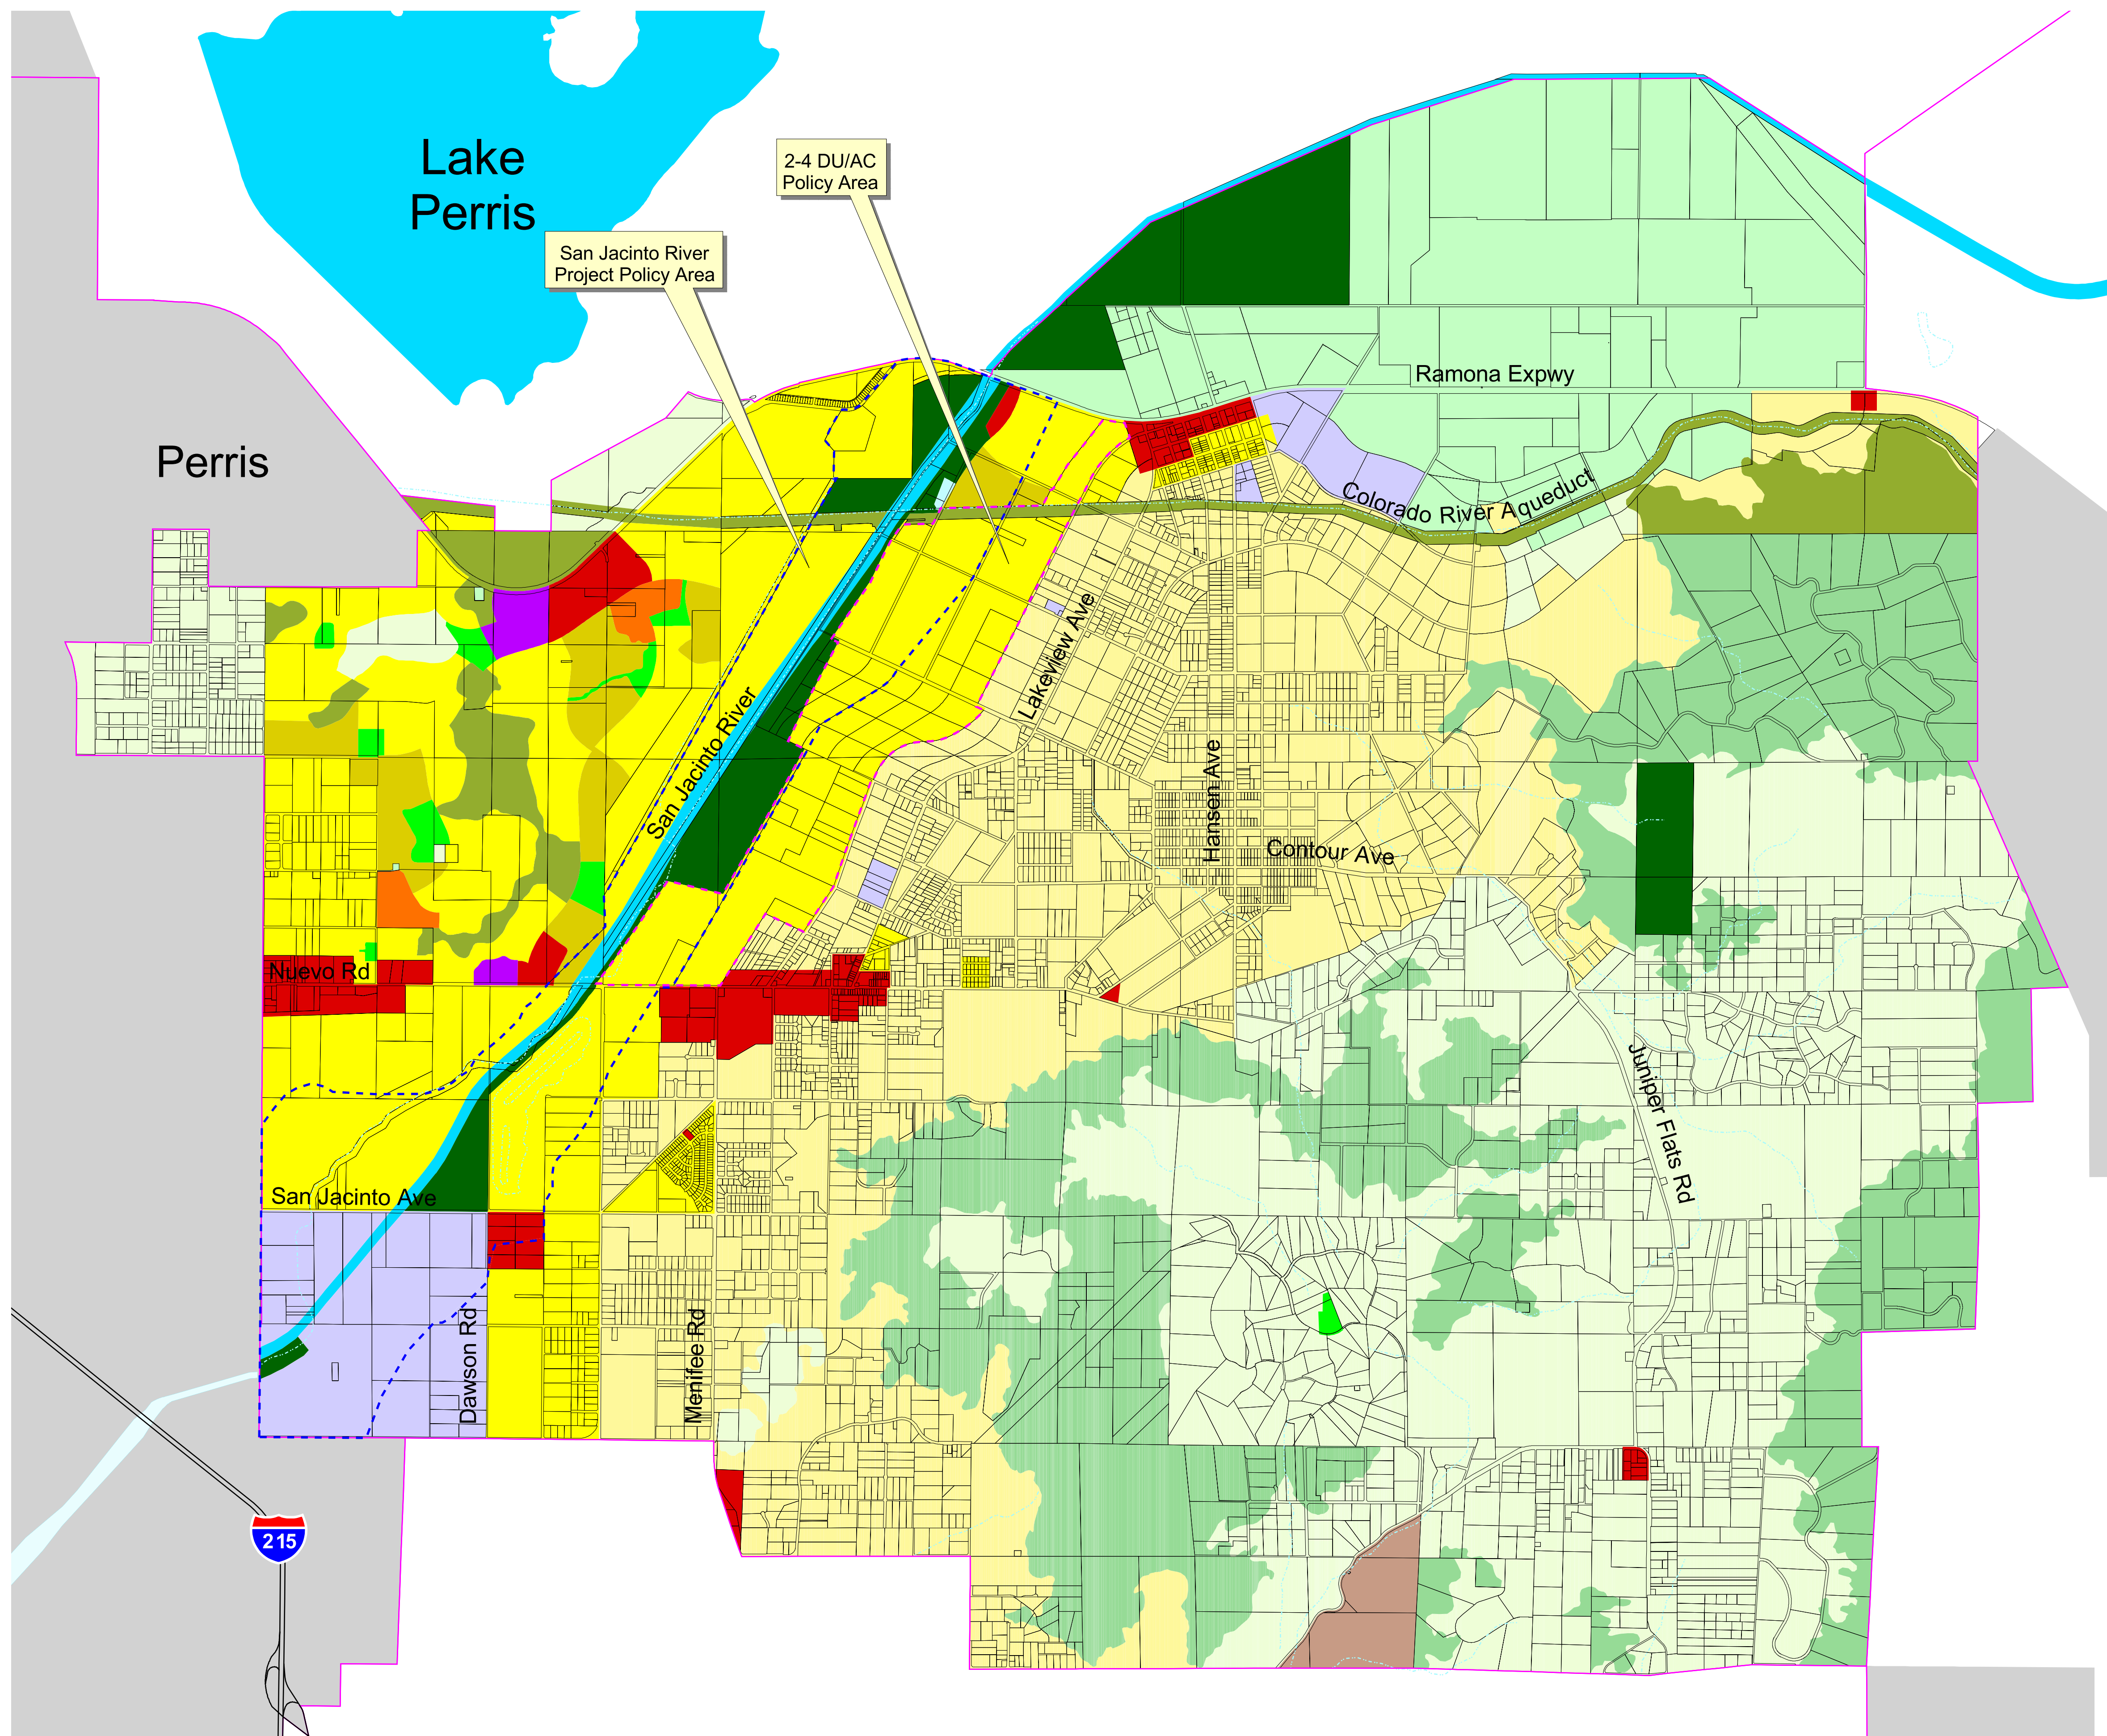 Lake
Perris
2-4 DU/AC
Policy Area
San Jacinto River
Project Policy Area
Ramona Expwy
Perris
Colorado River Aqueduct
Lakeview Ave
San Jacinto River
Hansen Ave
Contour Ave
Nuevo Rd
Juniper Flats Rd
San Jacinto Ave
Dawson Rd
Menifee Rd
215